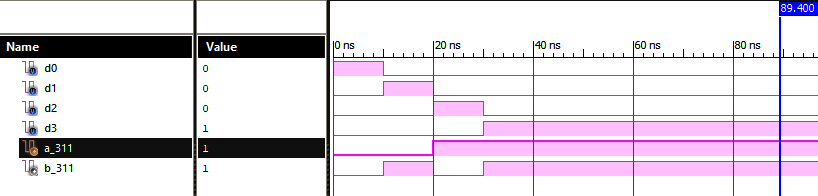 89.400
Name Value
0 ns 20 ns 40 ns 60 ns 80 ns
d0 0
d1 0
d2 0
d3 1
a_311 1
b_311 1